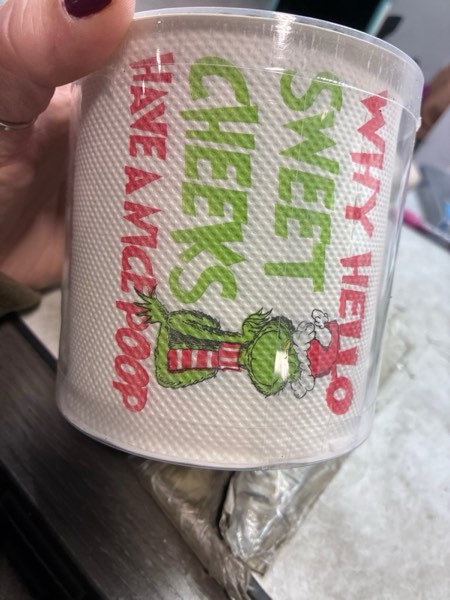 WHY HELLO
SWEET
CHEEKS
HAVE A NICE POOP